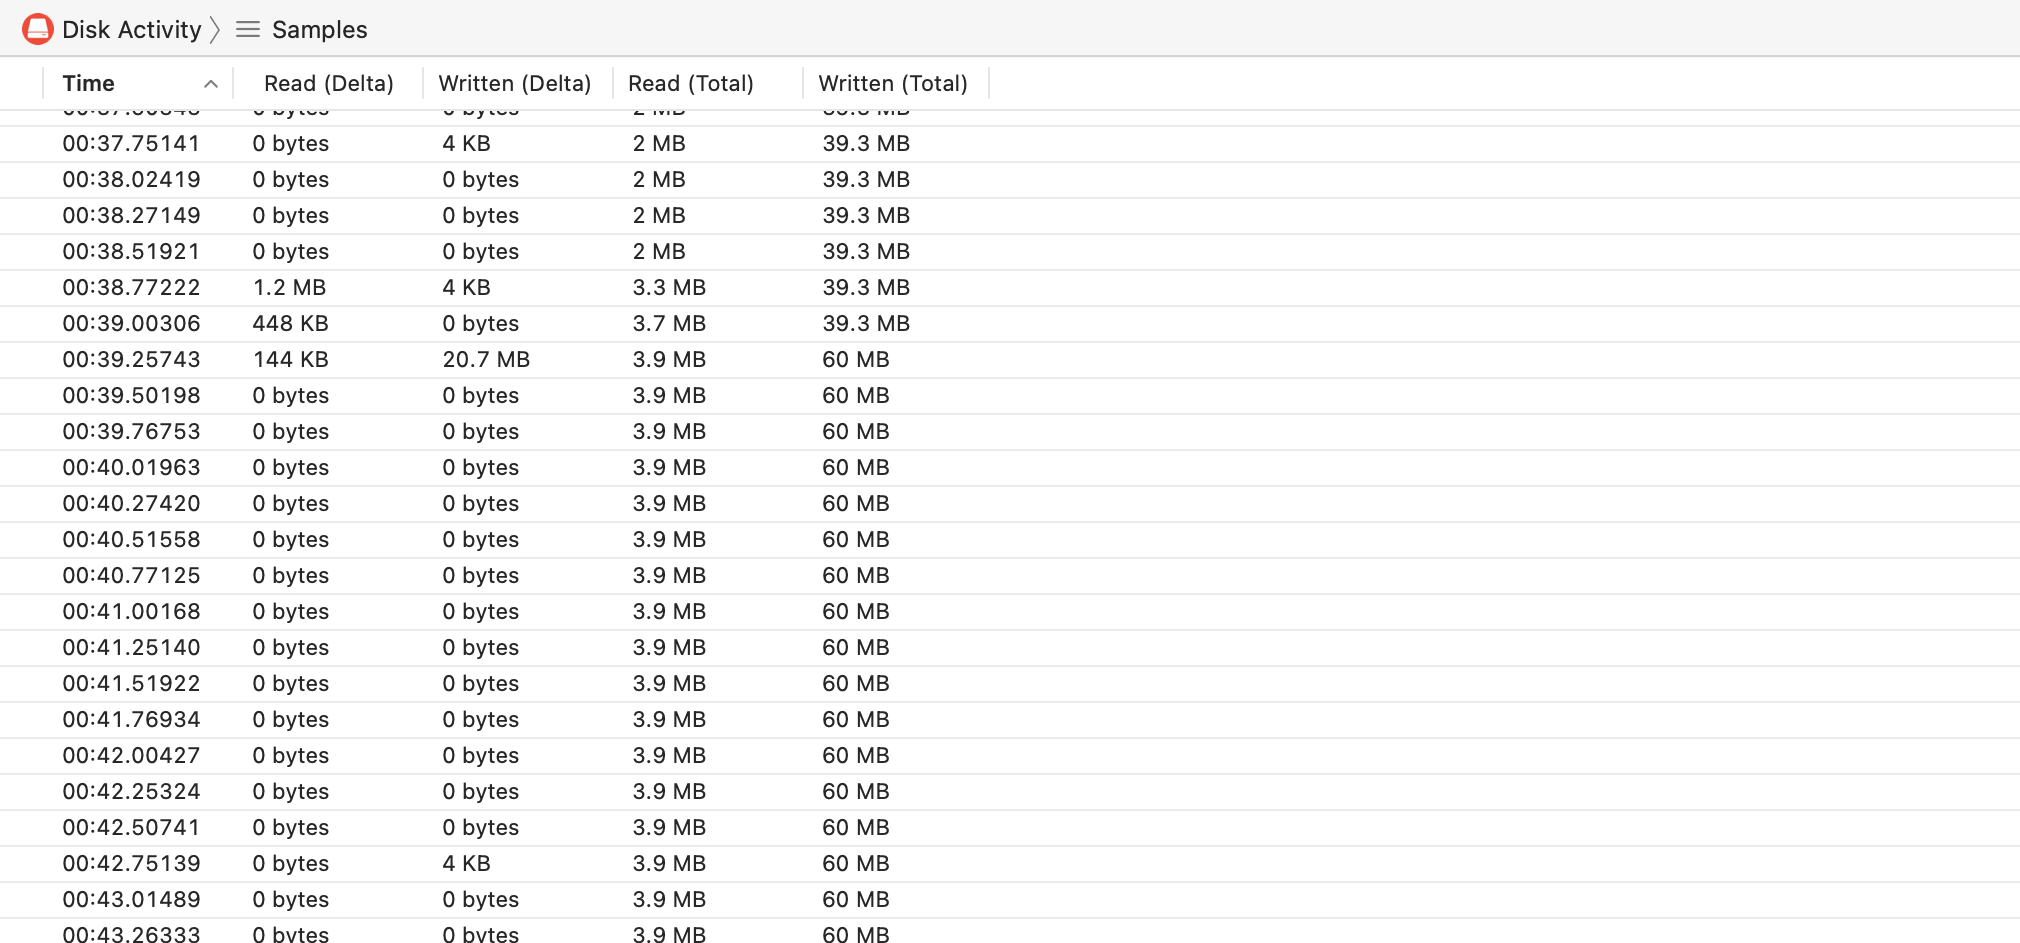 Disk Activity Samples
Time Read (Delta) Written (Delta) Read (Total) Written (Total)
00:37.75141 0 bytes 4 KB 2 MB 39.3 MB
00:38.02419 0 bytes 0 bytes 2 MB 39.3 MB
00:38.27149 0 bytes 0 bytes 2 MB 39.3 MB
00:38.51921 0 bytes 0 bytes 2 MB 39.3 MB
00:38.77222 1.2 MB 4 KB 3.3 MB 39.3 MB
00:39.00306 448 KB 0 bytes 3.7 MB 39.3 MB
00:39.25743 144 KB 20.7 MB 3.9 MB 60 MB
00:39.50198 0 bytes 0 bytes 3.9 MB 60 MB
00:39.76753 0 bytes 0 bytes 3.9 MB 60 MB
00:40.01963 0 bytes 0 bytes 3.9 MB 60 MB
00:40.27420 0 bytes 0 bytes 3.9 MB 60 MB
00:40.51558 0 bytes 0 bytes 3.9 MB 60 MB
00:40.77125 0 bytes 0 bytes 3.9 MB 60 MB
00:41.00168 0 bytes 0 bytes 3.9 MB 60 MB
00:41.25140 0 bytes 0 bytes 3.9 MB 60 MB
00:41.51922 0 bytes 0 bytes 3.9 MB 60 MB
00:41.76934 0 bytes 0 bytes 3.9 MB 60 MB
00:42.00427 0 bytes 0 bytes 3.9 MB 60 MB
00:42.25324 0 bytes 0 bytes 3.9 MB 60 MB
00:42.50741 0 bytes 0 bytes 3.9 MB 60 MB
00:42.75139 0 bytes 4 KB 3.9 MB 60 MB
00:43.01489 0 bytes 0 bytes 3.9 MB 60 MB
00:43.26333 0 bytes 0 bytes 3.9 MB 60 MB